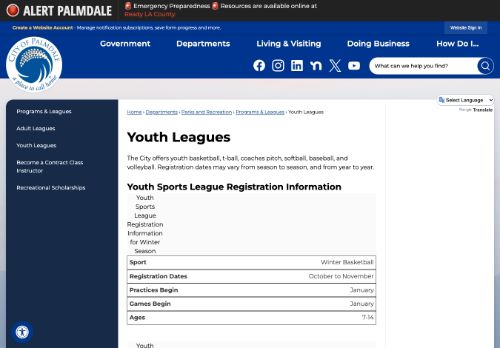 ALERT PALMDALE
🚨 Emergency Preparedness 🚨 Resources are available online at
Ready LA County.
Create a Website Account - Manage notification subscriptions, save form progress and more.
Website Sign In
CITY OF PALMDALE
a place to call home
Government
Departments
Living & Visiting
Doing Business
How Do I...
What can we help you find?
Select Language
Google Translate
Programs & Leagues
Adult Leagues
Youth Leagues
Become a Contract Class
Instructor
Recreational Scholarships
Home › Departments › Parks and Recreation › Programs & Leagues › Youth Leagues
Youth Leagues
The City offers youth basketball, t-ball, coaches pitch, softball, baseball, and
volleyball. Registration dates may vary from season to season, and from year to year.
Youth Sports League Registration Information
Youth
Sports
League
Registration
Information
for Winter
Season
Sport Winter Basketball
Registration Dates October to November
Practices Begin January
Games Begin January
Ages 7-14
Youth